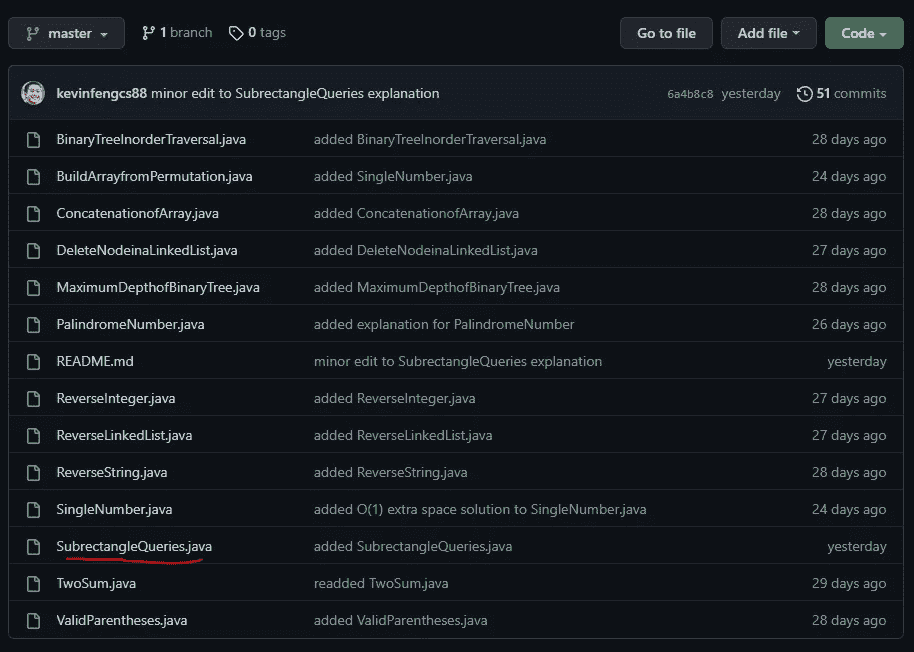 master 1 branch 0 tags Go to file Add file Code
kevinfengcs88 minor edit to SubrectangleQueries explanation 6a4b8c8 yesterday 51 commits
BinaryTreeInorderTraversal.java added BinaryTreeInorderTraversal.java 28 days ago
BuildArrayfromPermutation.java added SingleNumber.java 24 days ago
ConcatenationofArray.java added ConcatenationofArray.java 28 days ago
DeleteNodeinaLinkedList.java added DeleteNodeinaLinkedList.java 27 days ago
MaximumDepthofBinaryTree.java added MaximumDepthofBinaryTree.java 28 days ago
PalindromeNumber.java added explanation for PalindromeNumber 26 days ago
README.md minor edit to SubrectangleQueries explanation yesterday
ReverseInteger.java added ReverseInteger.java 27 days ago
ReverseLinkedList.java added ReverseLinkedList.java 27 days ago
ReverseString.java added ReverseString.java 28 days ago
SingleNumber.java added O(1) extra space solution to SingleNumber.java 24 days ago
SubrectangleQueries.java added SubrectangleQueries.java yesterday
TwoSum.java readded TwoSum.java 29 days ago
ValidParentheses.java added ValidParentheses.java 28 days ago